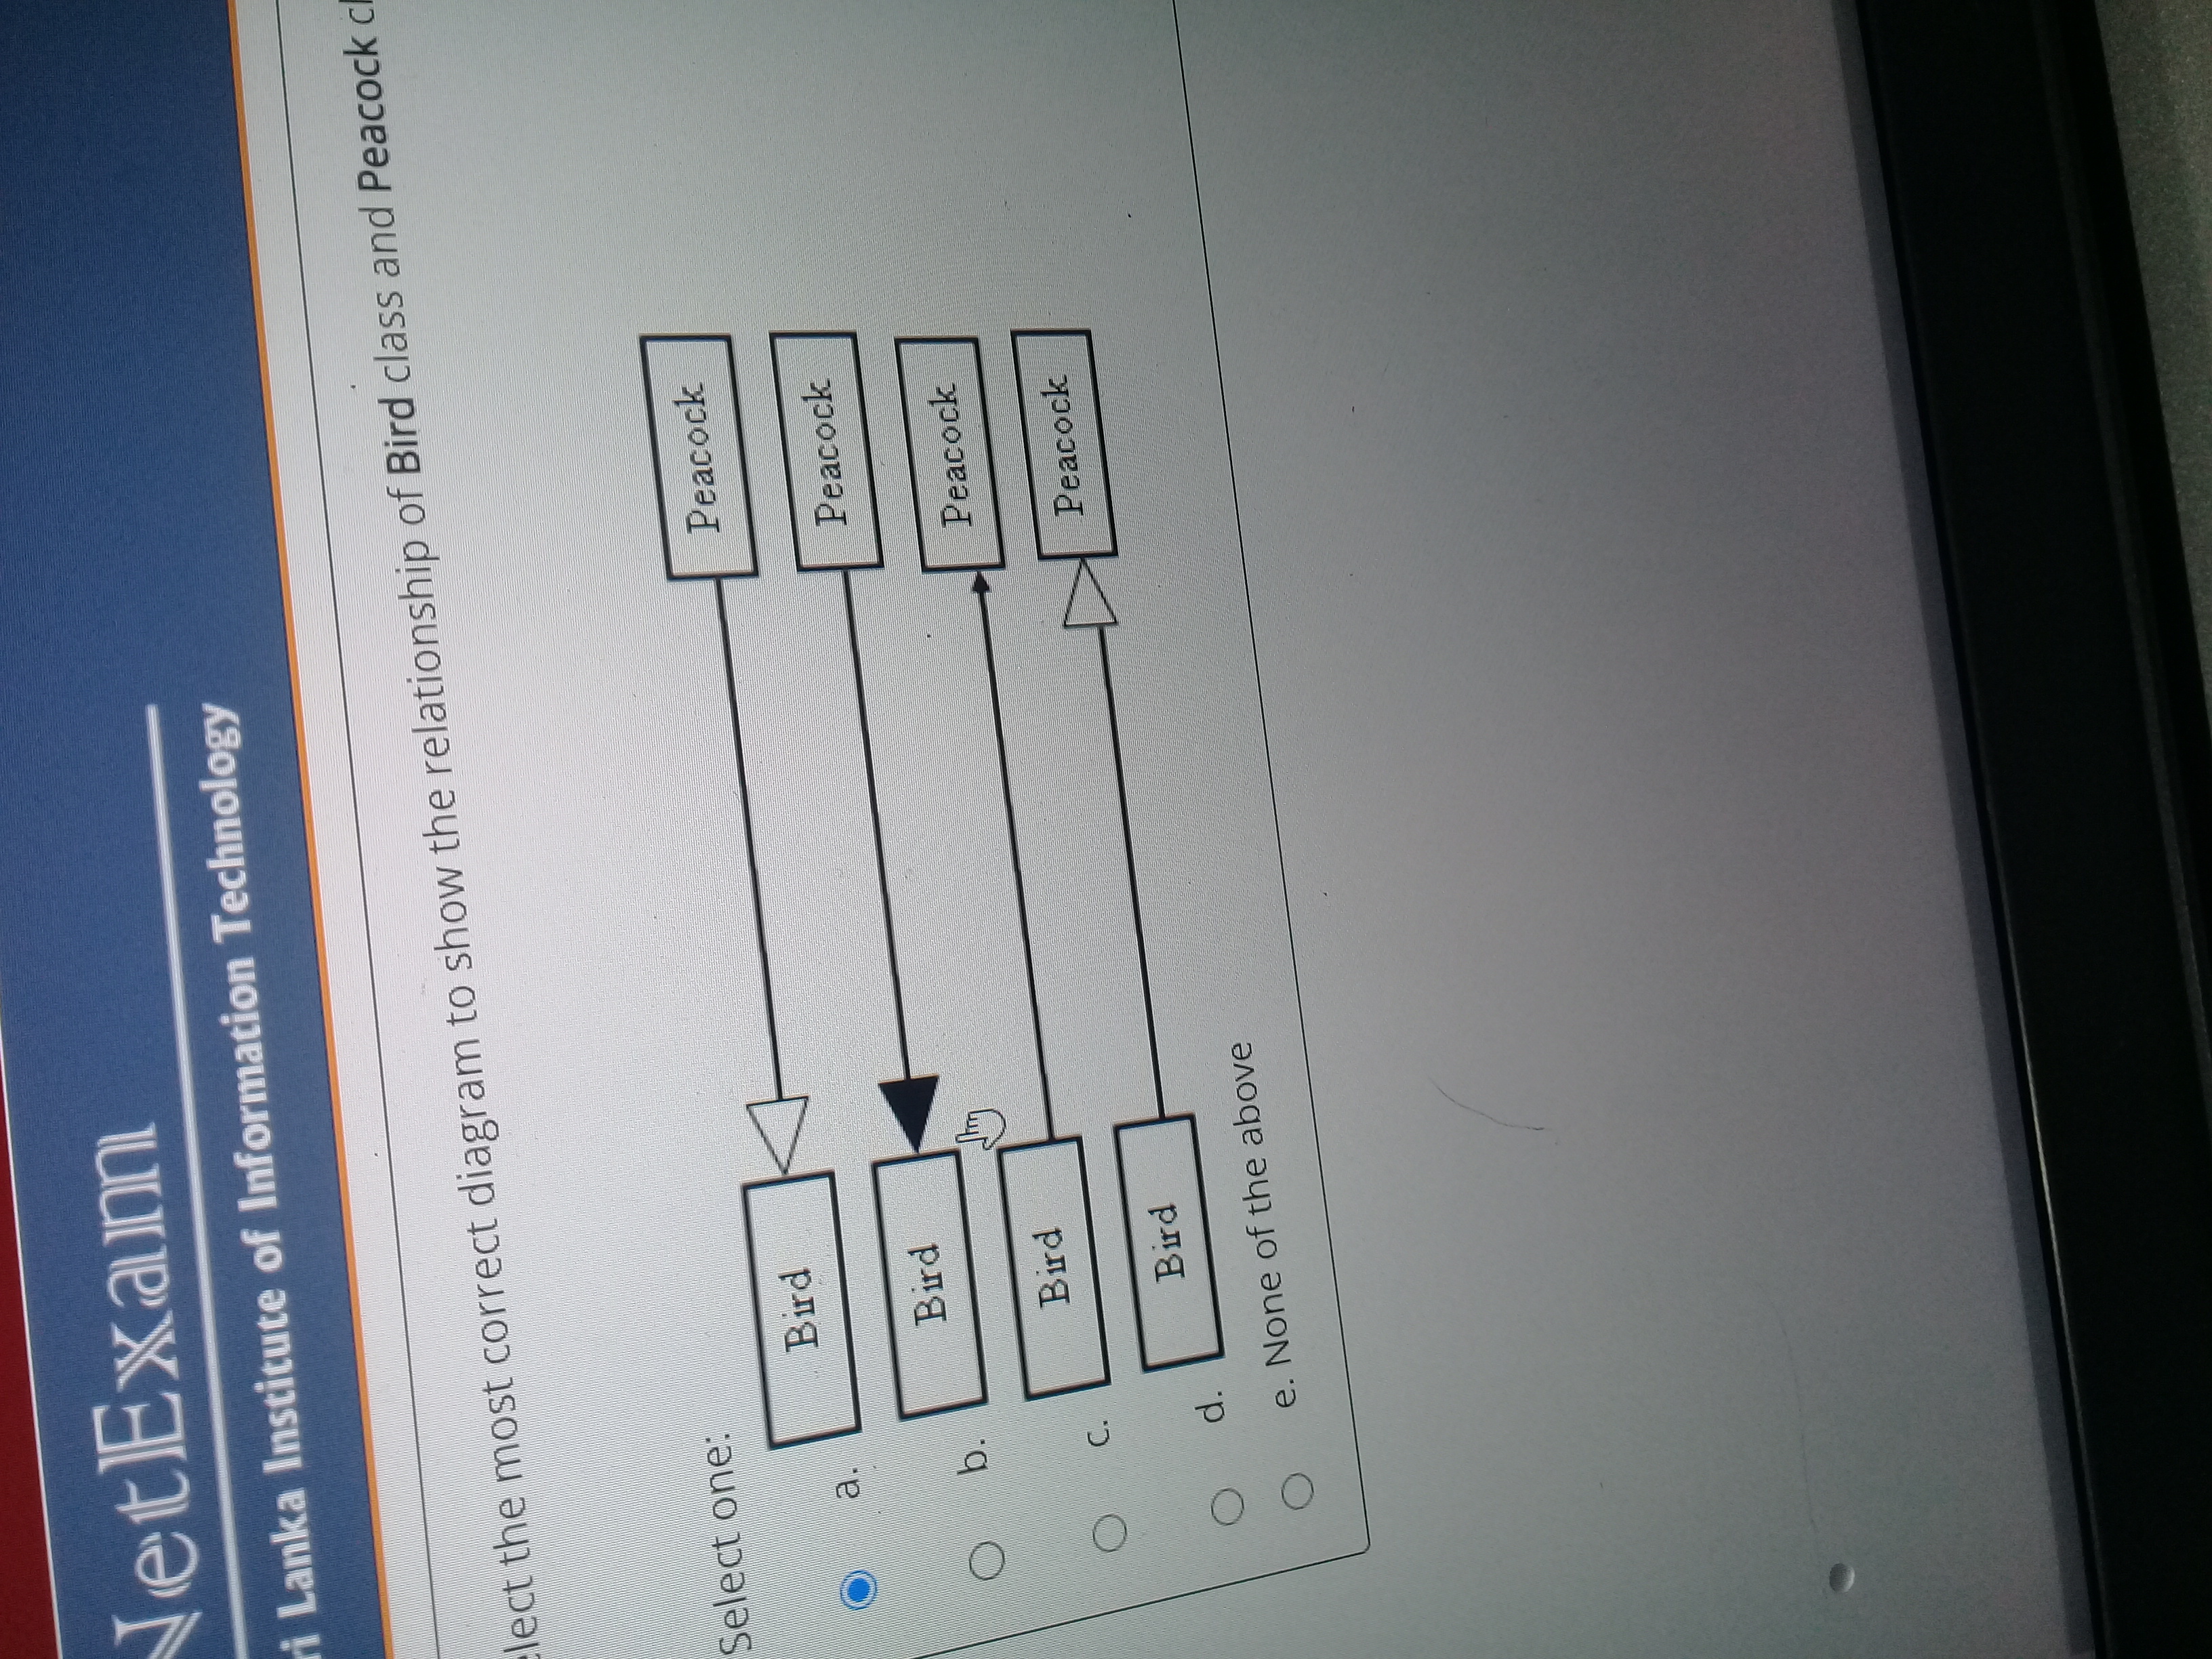 NetExam
ri Lanka Institute of Information Technology
elect the most correct diagram to show the relationship of Bird class and Peacock cl
Select one:
a. Bird Peacock
b. Bird Peacock
c. Bird Peacock
d. Bird Peacock
e. None of the above